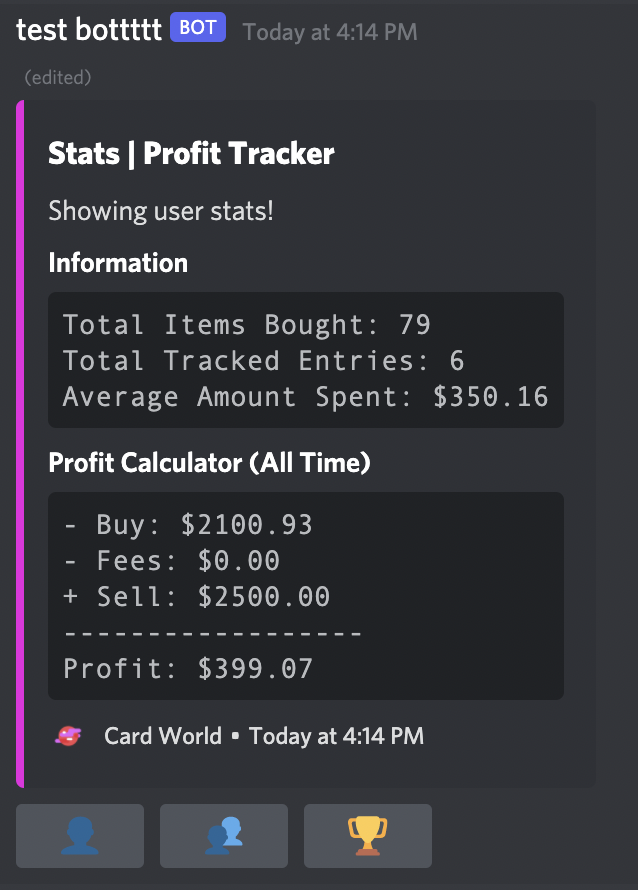 test bottttt BOT Today at 4:14 PM
(edited)
Stats | Profit Tracker
Showing user stats!
Information
Total Items Bought: 79
Total Tracked Entries: 6
Average Amount Spent: $350.16
Profit Calculator (All Time)
- Buy: $2100.93
- Fees: $0.00
+ Sell: $2500.00
------------------
Profit: $399.07
Card World • Today at 4:14 PM